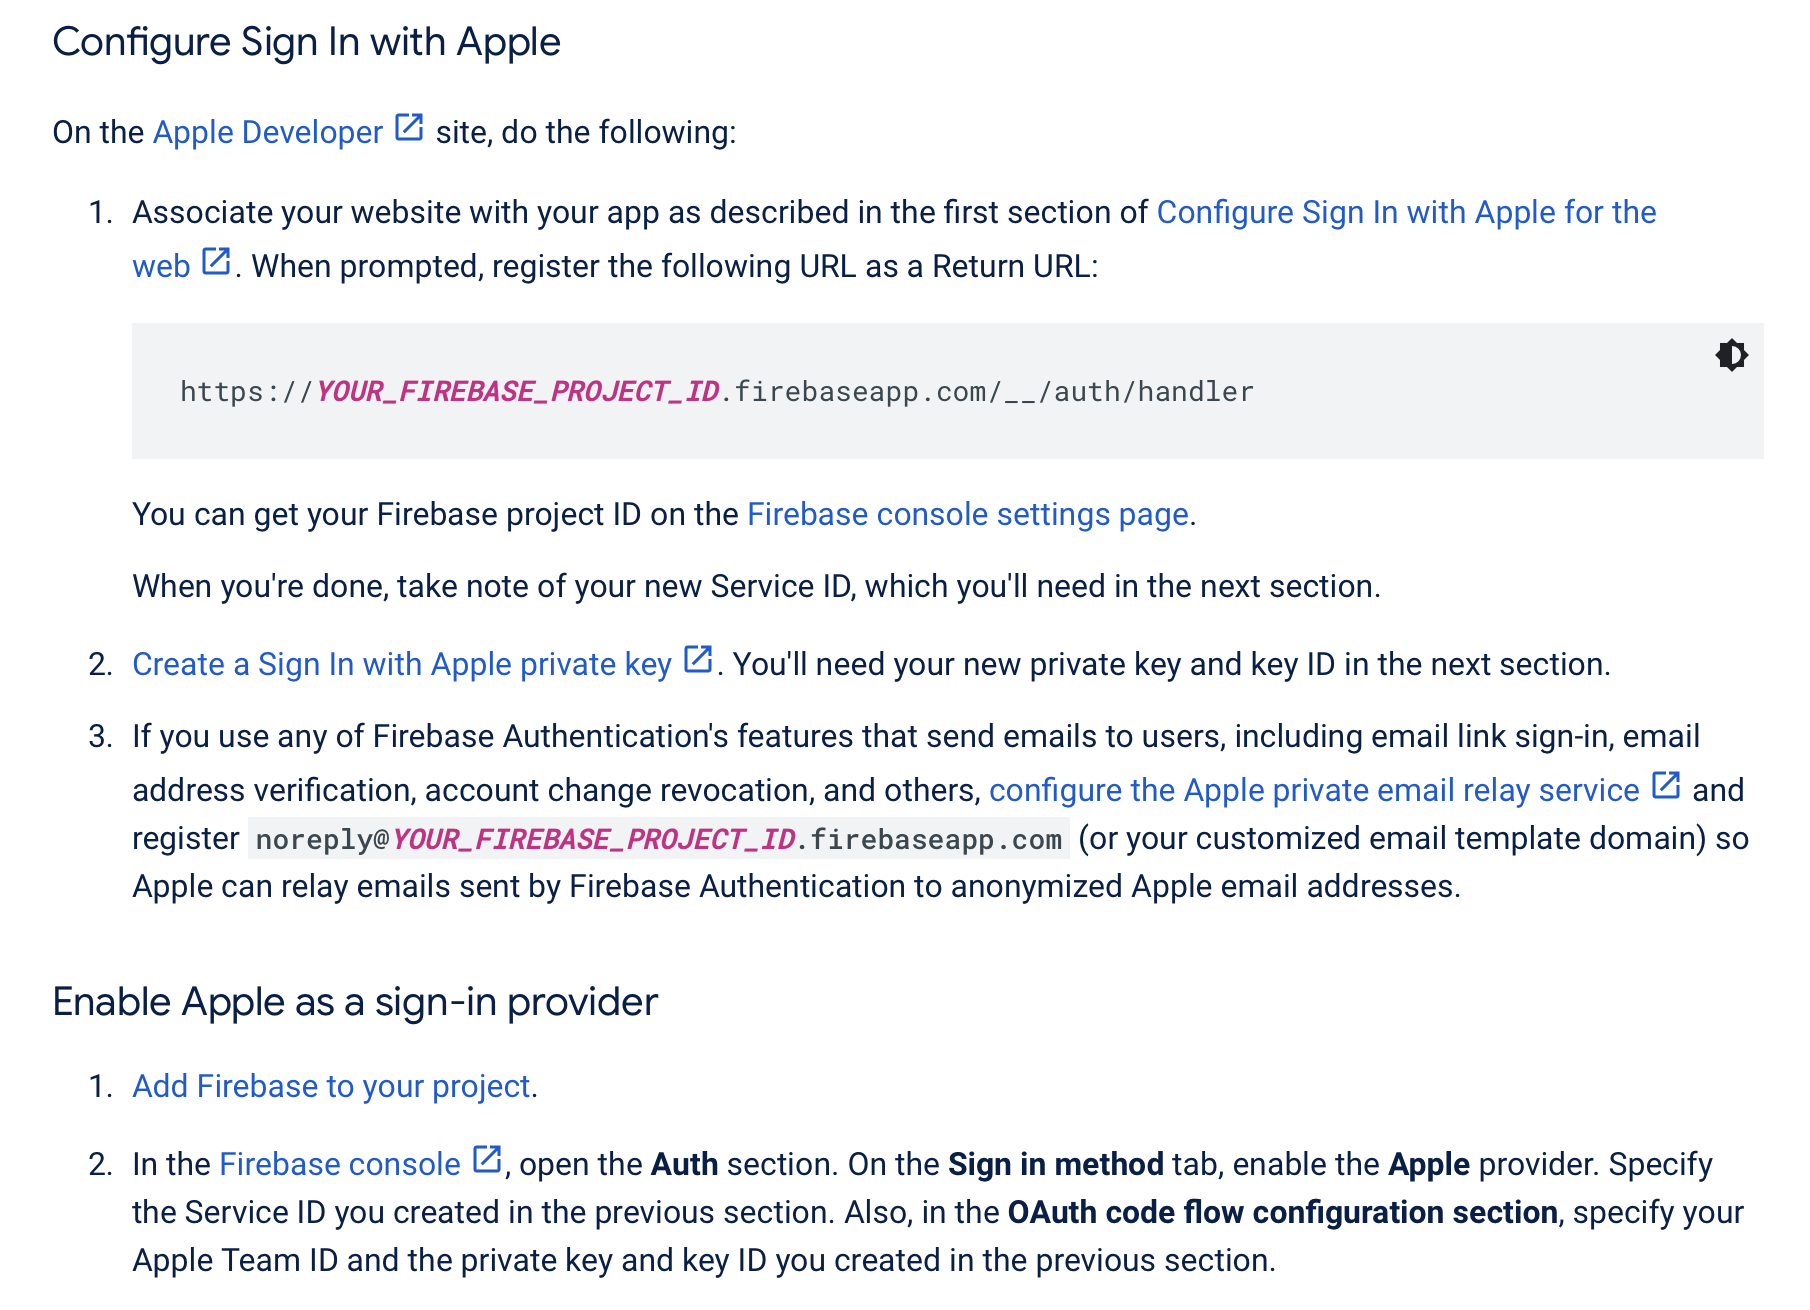 Configure Sign In with Apple
On the Apple Developer site, do the following:
1. Associate your website with your app as described in the first section of Configure Sign In with Apple for the
web . When prompted, register the following URL as a Return URL:
https://YOUR_FIREBASE_PROJECT_ID.firebaseapp.com/__/auth/handler
You can get your Firebase project ID on the Firebase console settings page.
When you're done, take note of your new Service ID, which you'll need in the next section.
2. Create a Sign In with Apple private key . You'll need your new private key and key ID in the next section.
3. If you use any of Firebase Authentication's features that send emails to users, including email link sign-in, email
address verification, account change revocation, and others, configure the Apple private email relay service and
register noreply@YOUR_FIREBASE_PROJECT_ID.firebaseapp.com (or your customized email template domain) so
Apple can relay emails sent by Firebase Authentication to anonymized Apple email addresses.
Enable Apple as a sign-in provider
1. Add Firebase to your project.
2. In the Firebase console , open the Auth section. On the Sign in method tab, enable the Apple provider. Specify
the Service ID you created in the previous section. Also, in the OAuth code flow configuration section, specify your
Apple Team ID and the private key and key ID you created in the previous section.